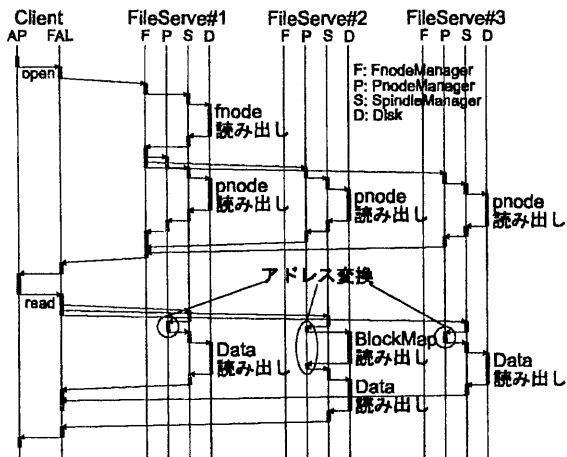 Client FileServe#1 FileServe#2 FileServe#3
AP FAL F P S D F P S D F P S D
open
F: FnodeManager
P: PnodeManager
S: SpindleManager
D: Disk
fnode
読み出し
pnode
読み出し
pnode
読み出し
pnode
読み出し
アドレス変換
read
Data
読み出し
BlockMap
読み出し
Data
読み出し
Data
読み出し